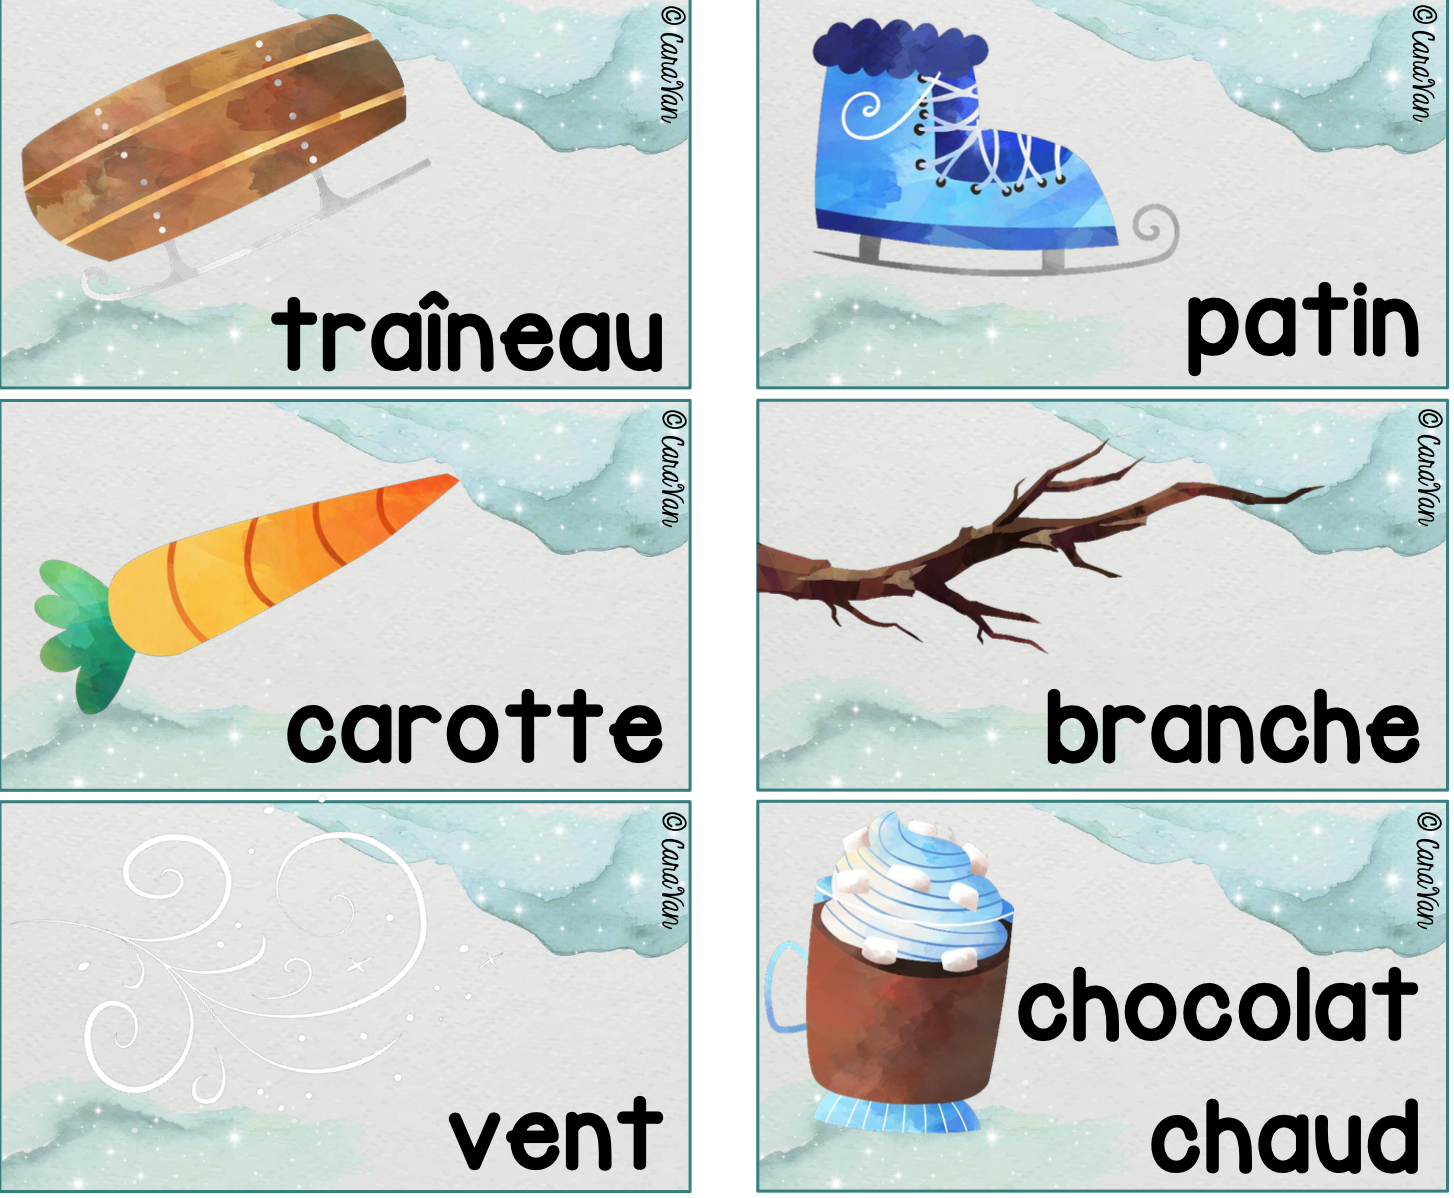 © CaraVan
traîneau
© CaraVan
patin
© CaraVan
carotte
© CaraVan
branche
© CaraVan
vent
© CaraVan
chocolat
chaud